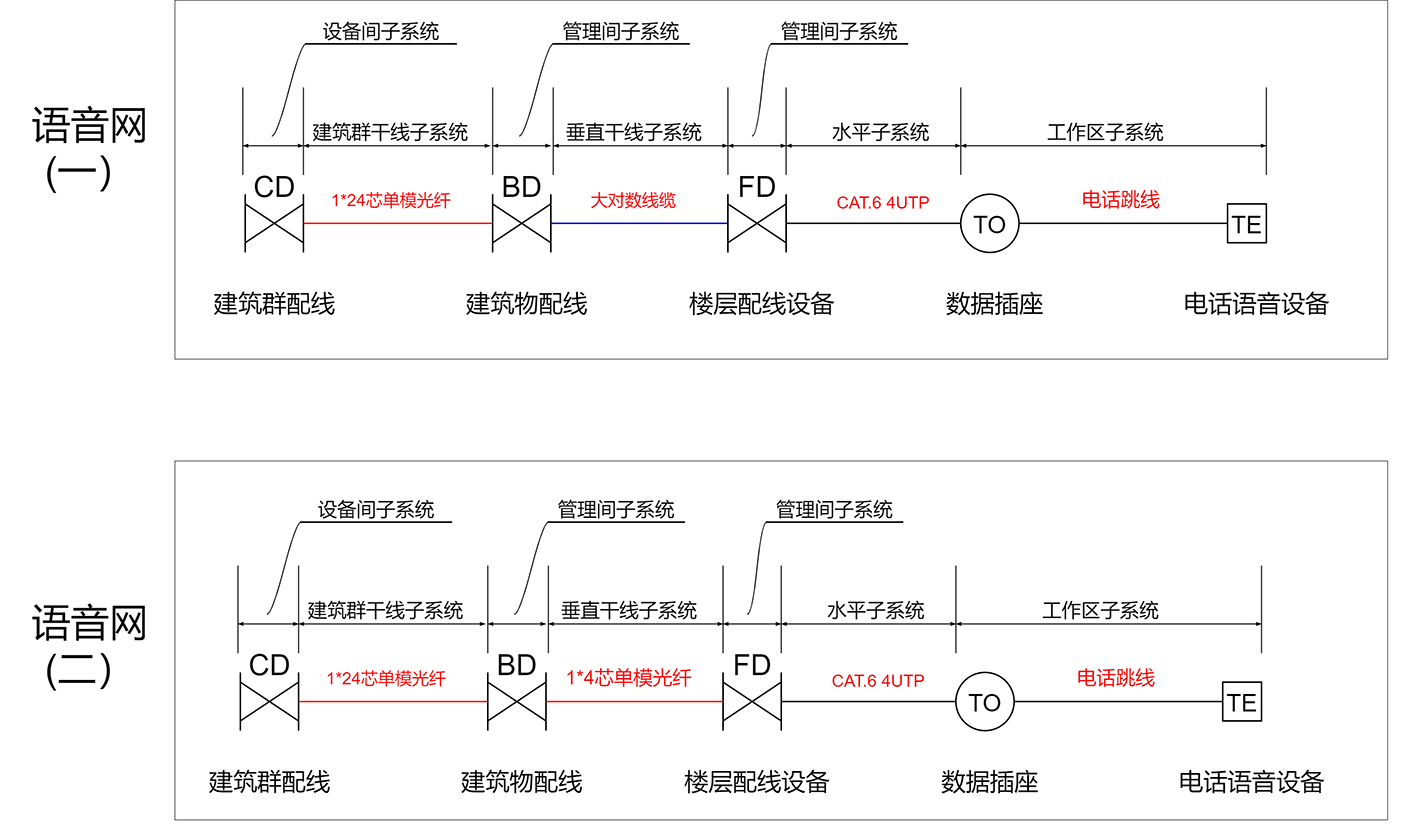 语音网
(一)
设备间子系统
管理间子系统
管理间子系统
建筑群干线子系统
垂直干线子系统
水平子系统
工作区子系统
CD
BD
FD
1*24芯单模光纤
大对数线缆
CAT.6 4UTP
电话跳线
TO
TE
建筑群配线
建筑物配线
楼层配线设备
数据插座
电话语音设备
语音网
(二)
设备间子系统
管理间子系统
管理间子系统
建筑群干线子系统
垂直干线子系统
水平子系统
工作区子系统
CD
BD
FD
1*24芯单模光纤
1*4芯单模光纤
CAT.6 4UTP
电话跳线
TO
TE
建筑群配线
建筑物配线
楼层配线设备
数据插座
电话语音设备